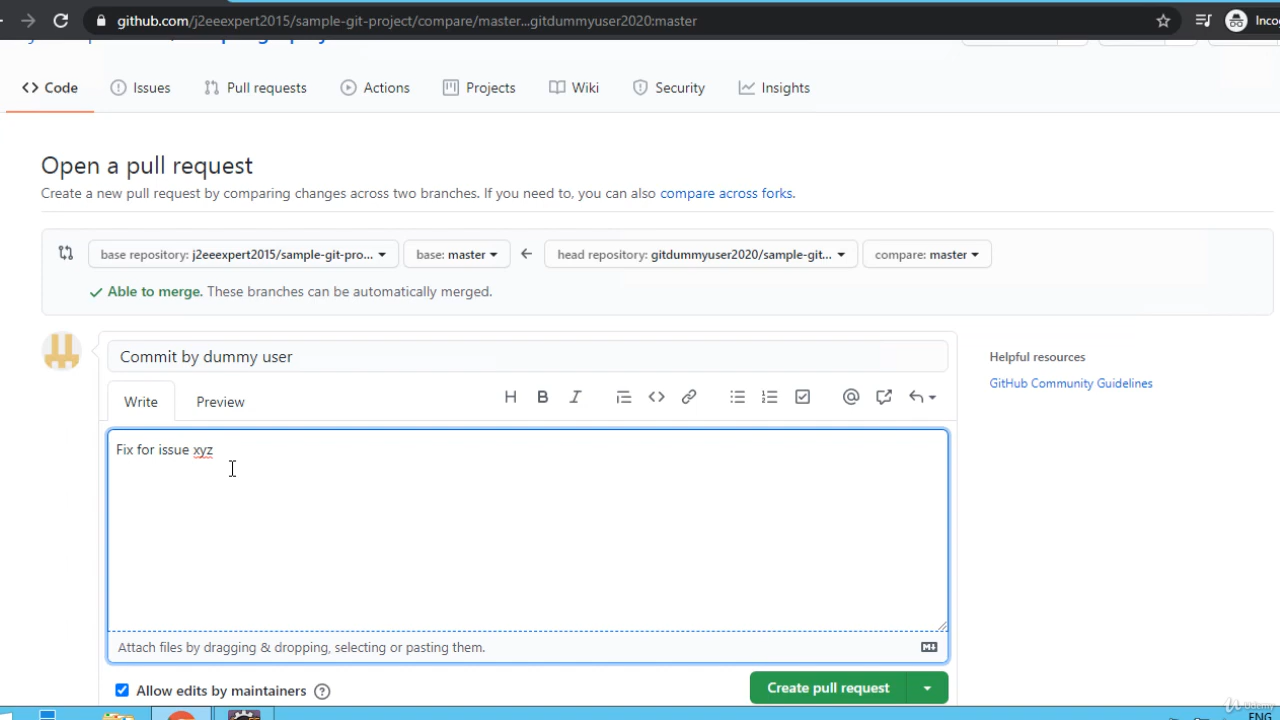 github.com/j2eeexpert2015/sample-git-project/compare/master...gitdummyuser2020:master
Code Issues Pull requests Actions Projects Wiki Security Insights
Open a pull request
Create a new pull request by comparing changes across two branches. If you need to, you can also compare across forks.
base repository: j2eeexpert2015/sample-git-pro... base: master head repository: gitdummyuser2020/sample-git... compare: master
Able to merge. These branches can be automatically merged.
Commit by dummy user
Helpful resources
Write Preview
GitHub Community Guidelines
Fix for issue xyz
Attach files by dragging & dropping, selecting or pasting them.
Allow edits by maintainers
Create pull request
Udemy
ENG